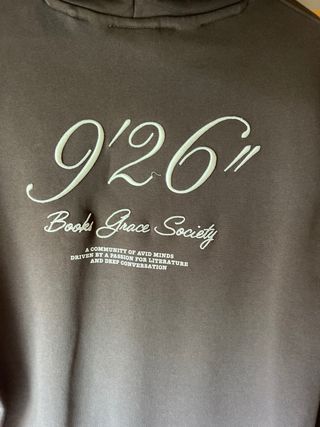 9'26"
Books Grace Society
A COMMUNITY OF AVID MINDS
DRIVEN BY A PASSION FOR LITERATURE
AND DEEP CONVERSATION